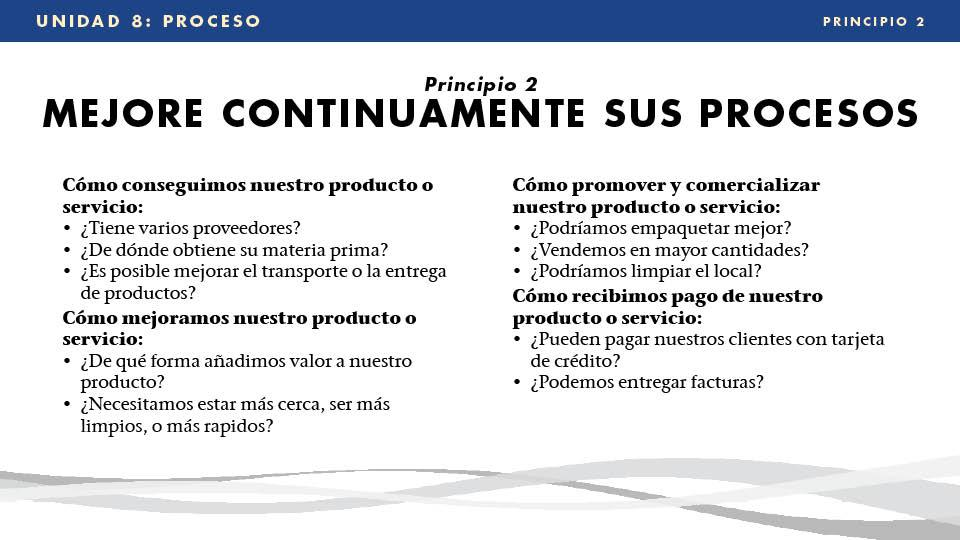 UNIDAD 8: PROCESO
PRINCIPIO 2
Principio 2
MEJORE CONTINUAMENTE SUS PROCESOS
Cómo conseguimos nuestro producto o
servicio:
• ¿Tiene varios proveedores?
• ¿De dónde obtiene su materia prima?
• ¿Es posible mejorar el transporte o la entrega
de productos?
Cómo mejoramos nuestro producto o
servicio:
• ¿De qué forma añadimos valor a nuestro
producto?
• ¿Necesitamos estar más cerca, ser más
limpios, o más rapidos?
Cómo promover y comercializar
nuestro producto o servicio:
• ¿Podríamos empaquetar mejor?
• ¿Vendemos en mayor cantidades?
• ¿Podríamos limpiar el local?
Cómo recibimos pago de nuestro
producto o servicio:
• ¿Pueden pagar nuestros clientes con tarjeta
de crédito?
• ¿Podemos entregar facturas?